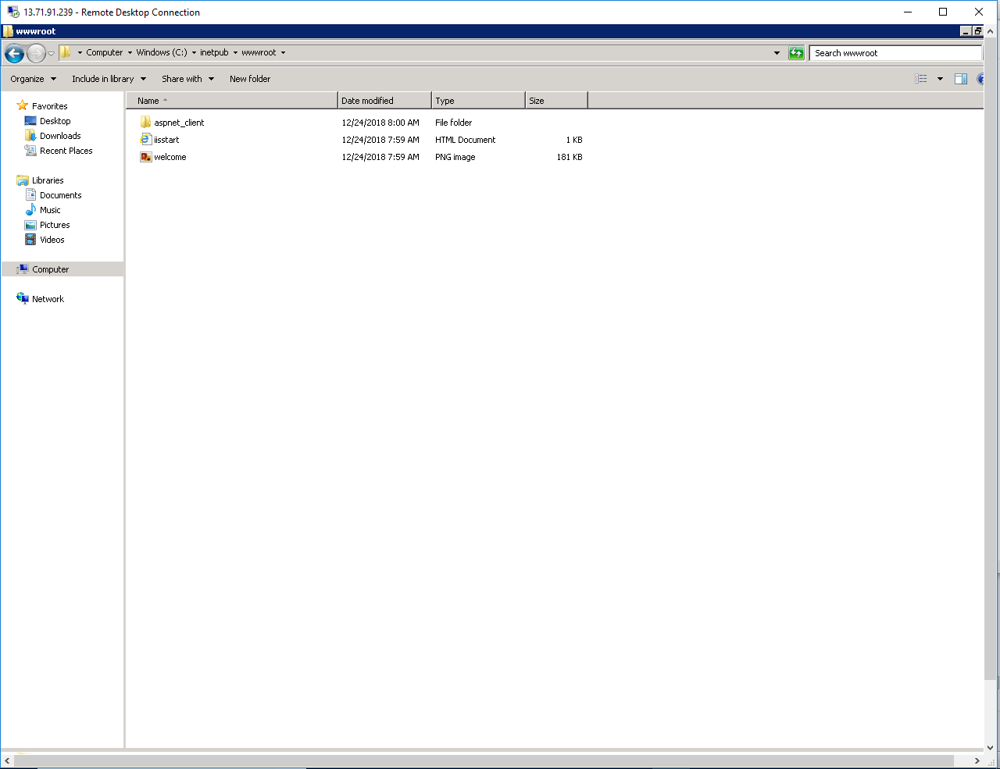 13.71.91.239 - Remote Desktop Connection
wwwroot
Computer Windows (C:) inetpub wwwroot Search wwwroot
Organize Include in library Share with New folder
Favorites
Desktop
Downloads
Recent Places
Libraries
Documents
Music
Pictures
Videos
Computer
Network
Name Date modified Type Size
aspnet_client 12/24/2018 8:00 AM File folder
iisstart 12/24/2018 7:59 AM HTML Document 1 KB
welcome 12/24/2018 7:59 AM PNG image 181 KB